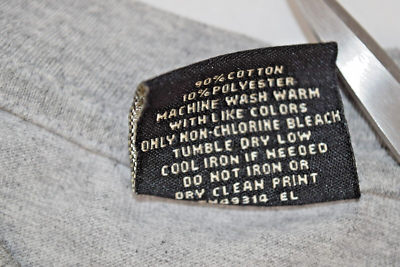 90% COTTON
10% POLYESTER
MACHINE WASH WARM
WITH LIKE COLORS
ONLY NON-CHLORINE BLEACH
TUMBLE DRY LOW
COOL IRON IF NEEDED
DO NOT IRON OR
DRY CLEAN PRINT
EL